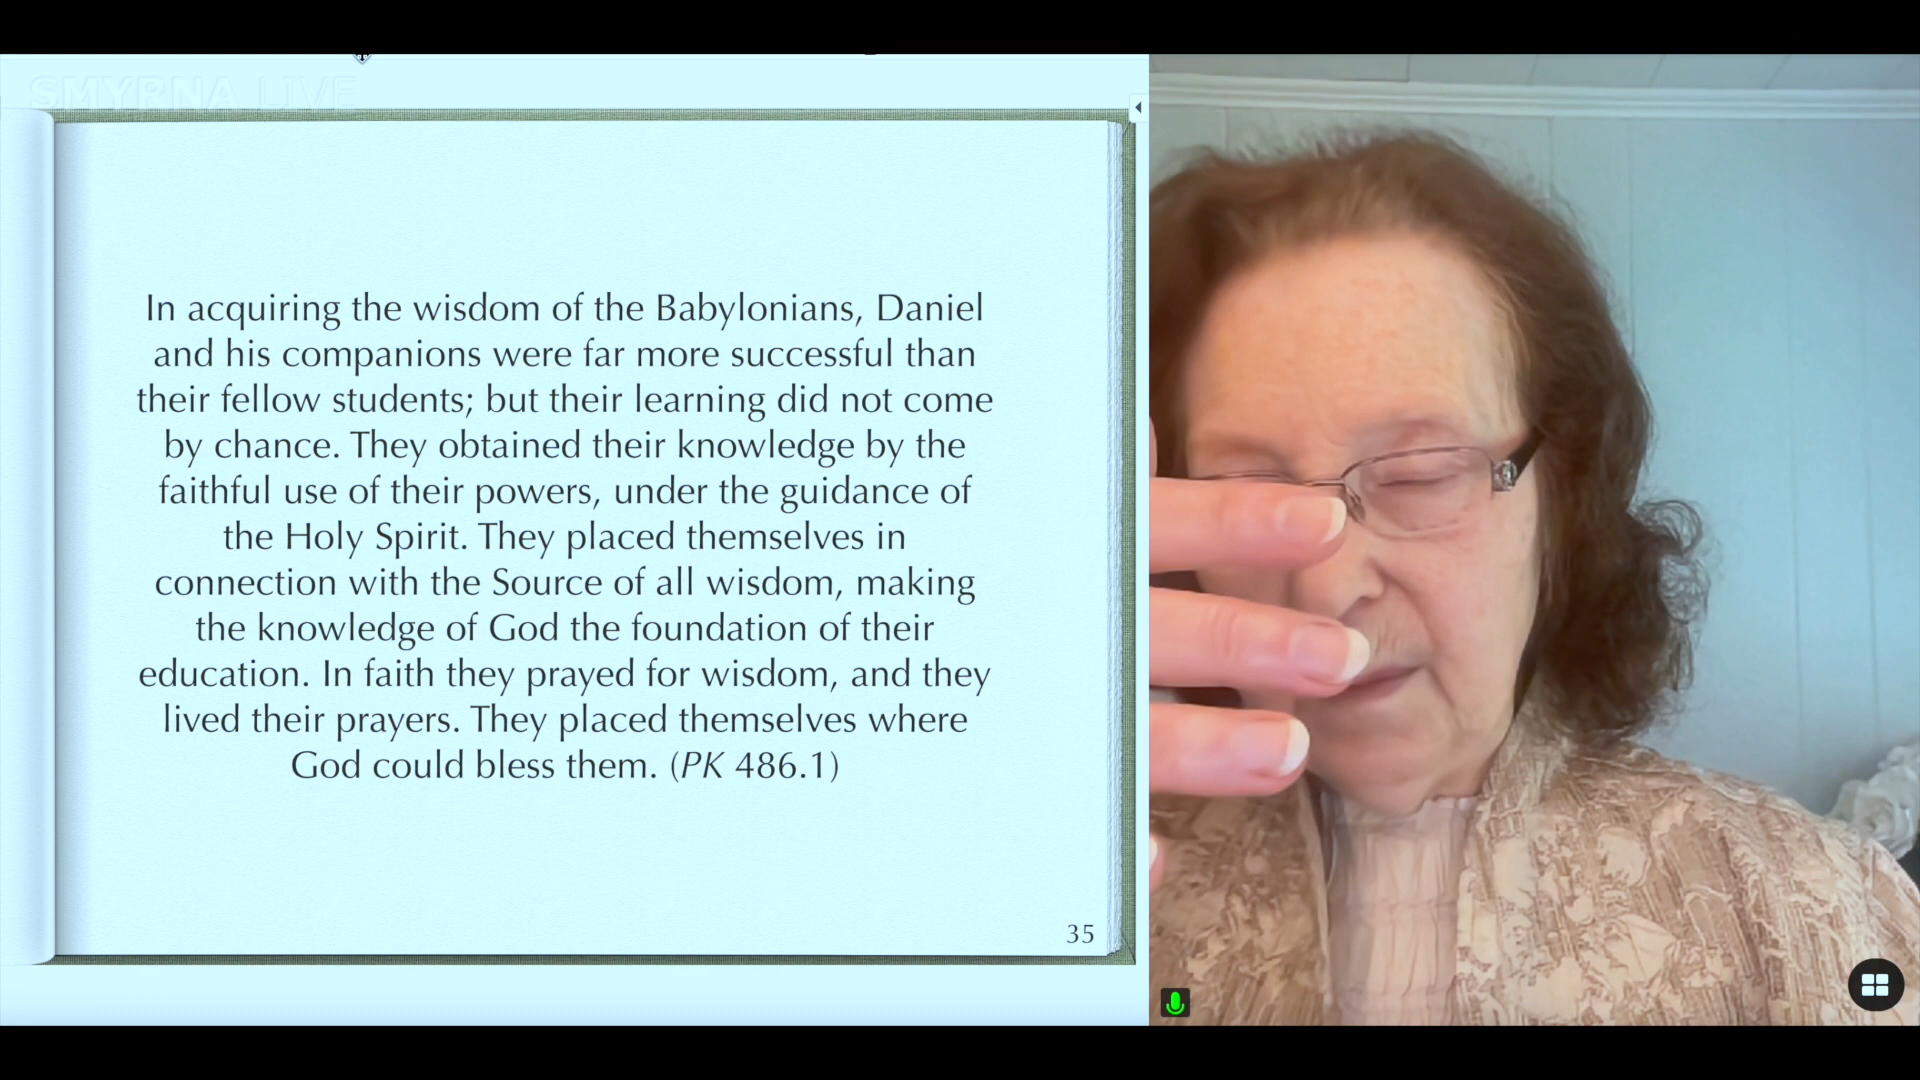 SMYRNA LIVE
In acquiring the wisdom of the Babylonians, Daniel
and his companions were far more successful than
their fellow students; but their learning did not come
by chance. They obtained their knowledge by the
faithful use of their powers, under the guidance of
the Holy Spirit. They placed themselves in
connection with the Source of all wisdom, making
the knowledge of God the foundation of their
education. In faith they prayed for wisdom, and they
lived their prayers. They placed themselves where
God could bless them. (PK 486.1)
35